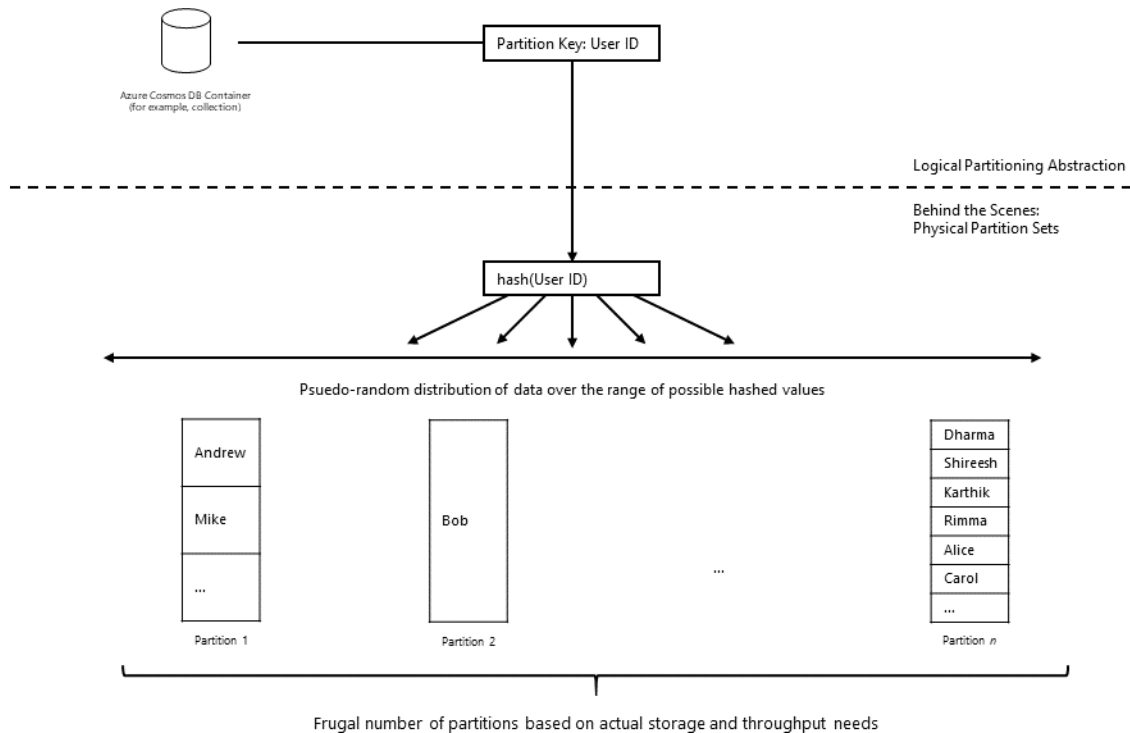 Partition Key: User ID
Azure Cosmos DB Container
(for example, collection)
Logical Partitioning Abstraction
Behind the Scenes:
Physical Partition Sets
hash(User ID)
Psuedo-random distribution of data over the range of possible hashed values
Andrew
Mike
...
Partition 1
Bob
Partition 2
...
Dharma
Shireesh
Karthik
Rimma
Alice
Carol
...
Partition n
Frugal number of partitions based on actual storage and throughput needs